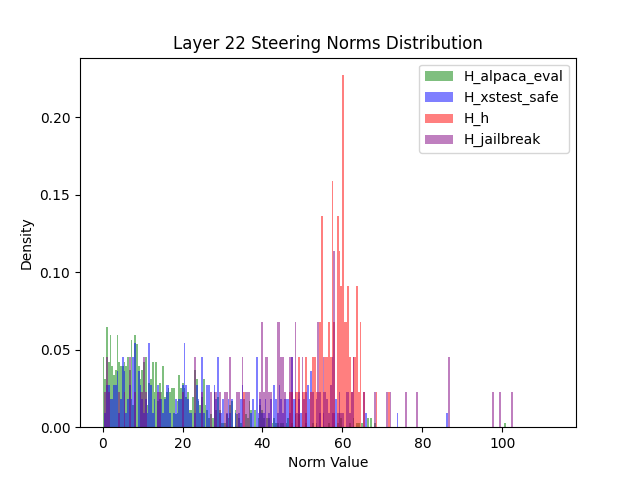 Layer 22 Steering Norms Distribution
H_alpaca_eval
H_xstest_safe
H_h
H_jailbreak
Density
0.20
0.15
0.10
0.05
0.00
0 20 40 60 80 100
Norm Value